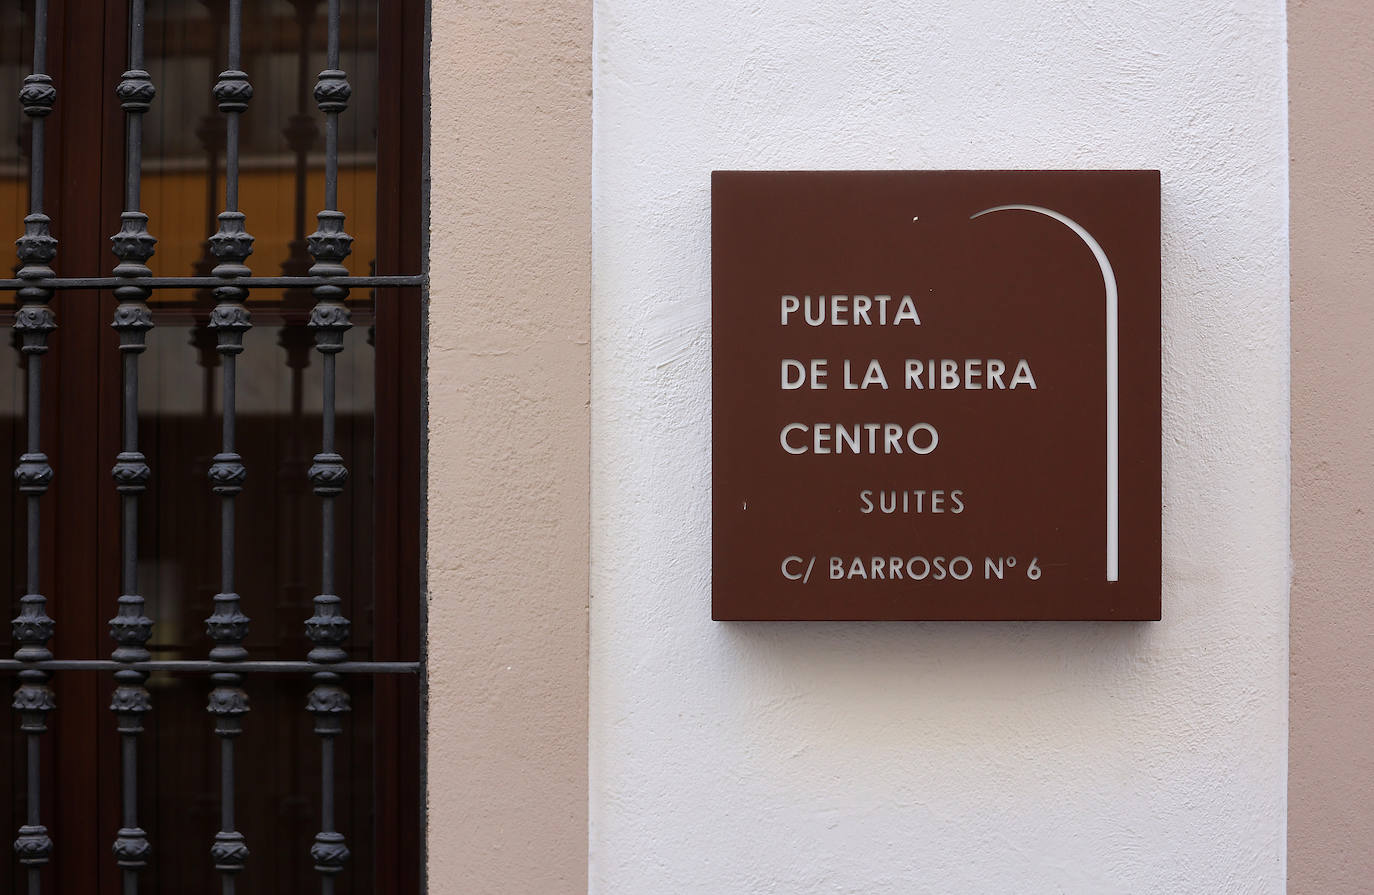 PUERTA
DE LA RIBERA
CENTRO
SUITES
C/ BARROSO Nº 6